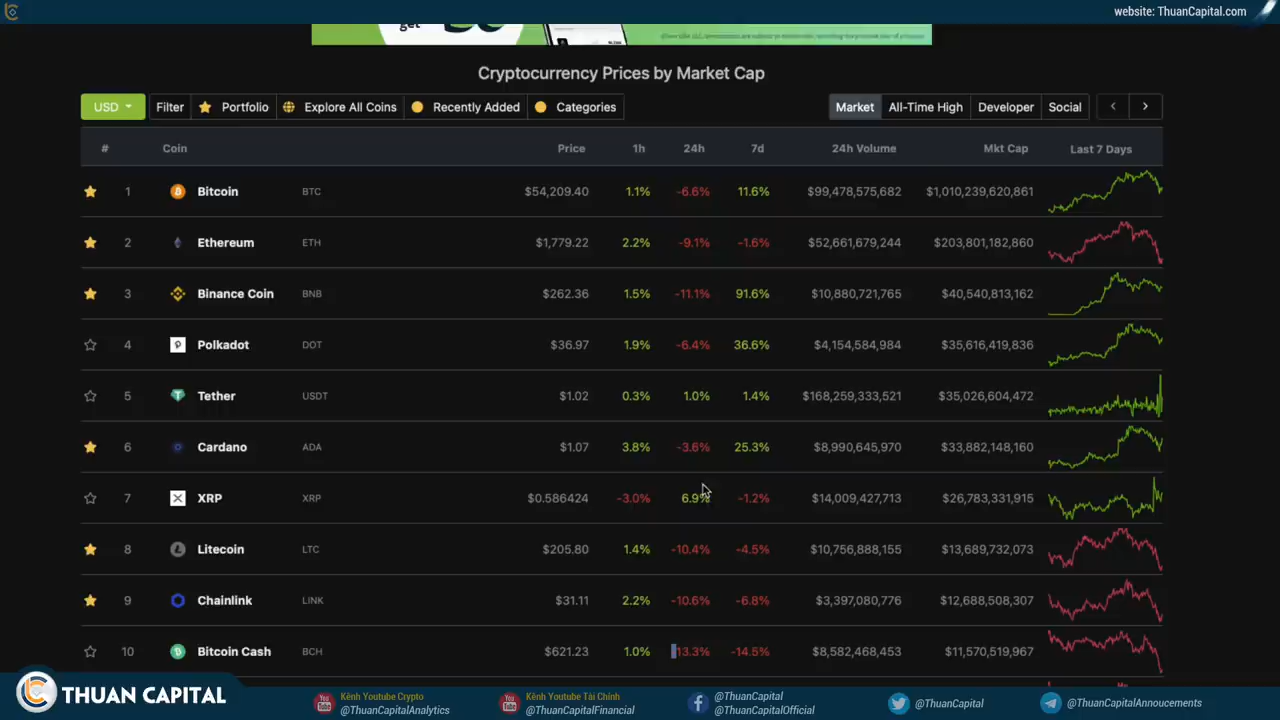 website: ThuanCapital.com
get
Cryptocurrency Prices by Market Cap
USD Filter Portfolio Explore All Coins Recently Added Categories Market All-Time High Developer Social
# Coin Price 1h 24h 7d 24h Volume Mkt Cap Last 7 Days
1 Bitcoin BTC $54,209.40 1.1% -6.6% 11.6% $99,478,575,682 $1,010,239,620,861
2 Ethereum ETH $1,779.22 2.2% -9.1% -1.6% $52,661,679,244 $203,801,182,860
3 Binance Coin BNB $262.36 1.5% -11.1% 91.6% $10,880,721,765 $40,540,813,162
4 Polkadot DOT $36.97 1.9% -6.4% 36.6% $4,154,584,984 $35,616,419,836
5 Tether USDT $1.02 0.3% 1.0% 1.4% $168,259,333,521 $35,026,604,472
6 Cardano ADA $1.07 3.8% -3.6% 25.3% $8,990,645,970 $33,882,148,160
7 XRP XRP $0.586424 -3.0% 6.9% -1.2% $14,009,427,713 $26,783,331,915
8 Litecoin LTC $205.80 1.4% -10.4% -4.5% $10,756,888,155 $13,689,732,073
9 Chainlink LINK $31.11 2.2% -10.6% -6.8% $3,397,080,776 $12,688,508,307
10 Bitcoin Cash BCH $621.23 1.0% 13.3% -14.5% $8,582,468,453 $11,570,519,967
THUAN CAPITAL
Kênh Youtube Crypto
@ThuanCapitalAnalytics
Kênh Youtube Tài Chính
@ThuanCapitalFinancial
@ThuanCapital
@ThuanCapitalOfficial
@ThuanCapital
@ThuanCapitalAnnoucements